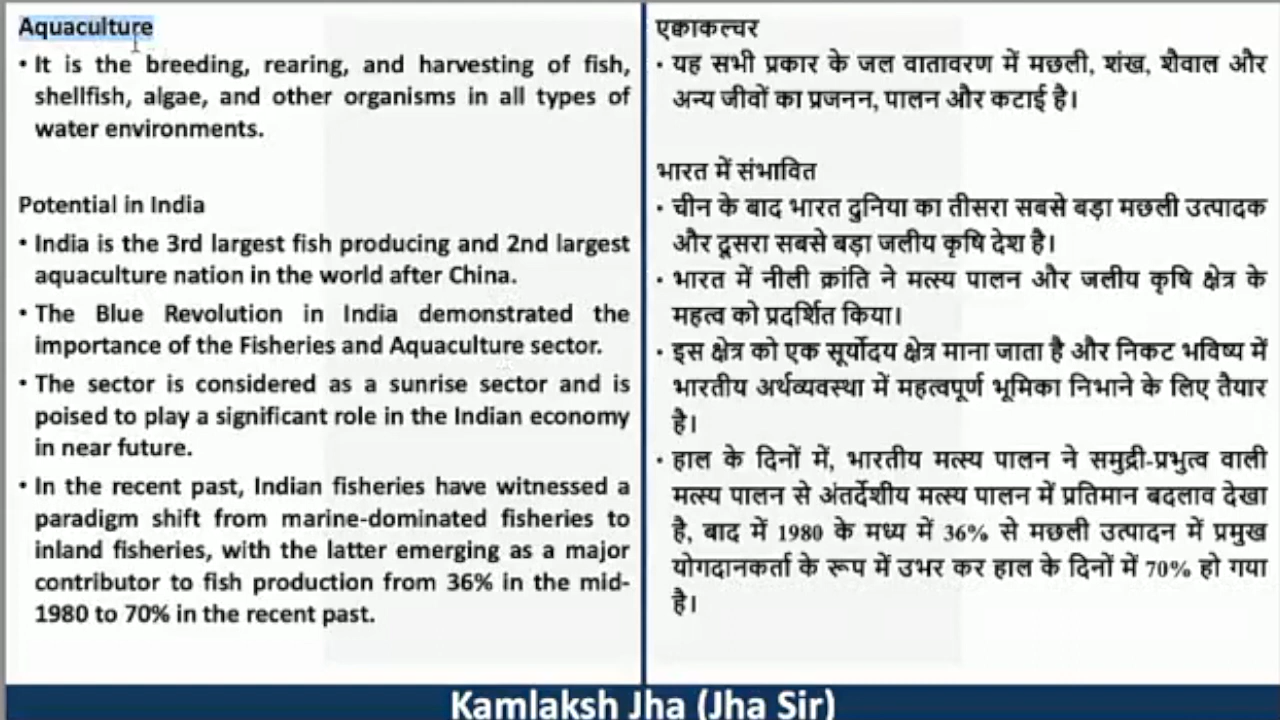 Aquaculture
• It is the breeding, rearing, and harvesting of fish,
shellfish, algae, and other organisms in all types of
water environments.
Potential in India
• India is the 3rd largest fish producing and 2nd largest
aquaculture nation in the world after China.
• The Blue Revolution in India demonstrated the
importance of the Fisheries and Aquaculture sector.
• The sector is considered as a sunrise sector and is
poised to play a significant role in the Indian economy
in near future.
• In the recent past, Indian fisheries have witnessed a
paradigm shift from marine-dominated fisheries to
inland fisheries, with the latter emerging as a major
contributor to fish production from 36% in the mid-
1980 to 70% in the recent past.
एक्वाकल्चर
• यह सभी प्रकार के जल वातावरण में मछली, शंख, शैवाल और
अन्य जीवों का प्रजनन, पालन और कटाई है।
भारत में संभावित
• चीन के बाद भारत दुनिया का तीसरा सबसे बड़ा मछली उत्पादक
और दूसरा सबसे बड़ा जलीय कृषि देश है।
• भारत में नीली क्रांति ने मत्स्य पालन और जलीय कृषि क्षेत्र के
महत्व को प्रदर्शित किया।
• इस क्षेत्र को एक सूर्योदय क्षेत्र माना जाता है और निकट भविष्य में
भारतीय अर्थव्यवस्था में महत्वपूर्ण भूमिका निभाने के लिए तैयार
है।
• हाल के दिनों में, भारतीय मत्स्य पालन ने समुद्री-प्रभुत्व वाली
मत्स्य पालन से अंतर्देशीय मत्स्य पालन में प्रतिमान बदलाव देखा
है, बाद में 1980 के मध्य में 36% से मछली उत्पादन में प्रमुख
योगदानकर्ता के रूप में उभर कर हाल के दिनों में 70% हो गया
है।
Kamlaksh Jha (Jha Sir)